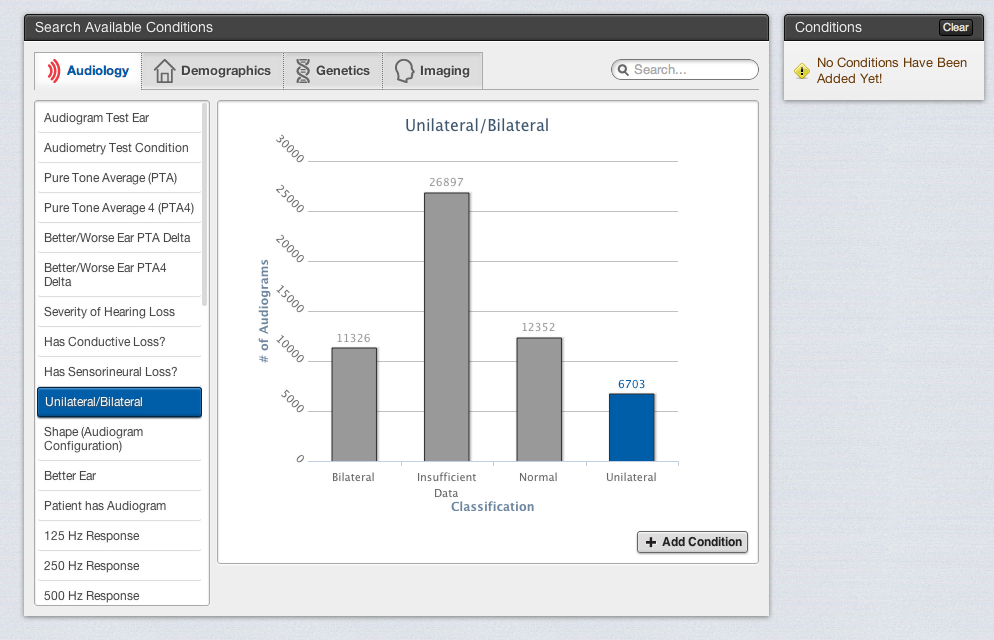 Search Available Conditions
Conditions
Clear
Audiology
Demographics
Genetics
Imaging
Search...
No Conditions Have Been
Added Yet!
Audiogram Test Ear
Audiometry Test Condition
Pure Tone Average (PTA)
Pure Tone Average 4 (PTA4)
Better/Worse Ear PTA Delta
Better/Worse Ear PTA4
Delta
Severity of Hearing Loss
Has Conductive Loss?
Has Sensorineural Loss?
Unilateral/Bilateral
Shape (Audiogram
Configuration)
Better Ear
Patient has Audiogram
125 Hz Response
250 Hz Response
500 Hz Response
Unilateral/Bilateral
# of Audiograms
30000
25000
20000
15000
10000
5000
0
11326
26897
12352
6703
Bilateral
Insufficient
Data
Normal
Unilateral
Classification
+ Add Condition